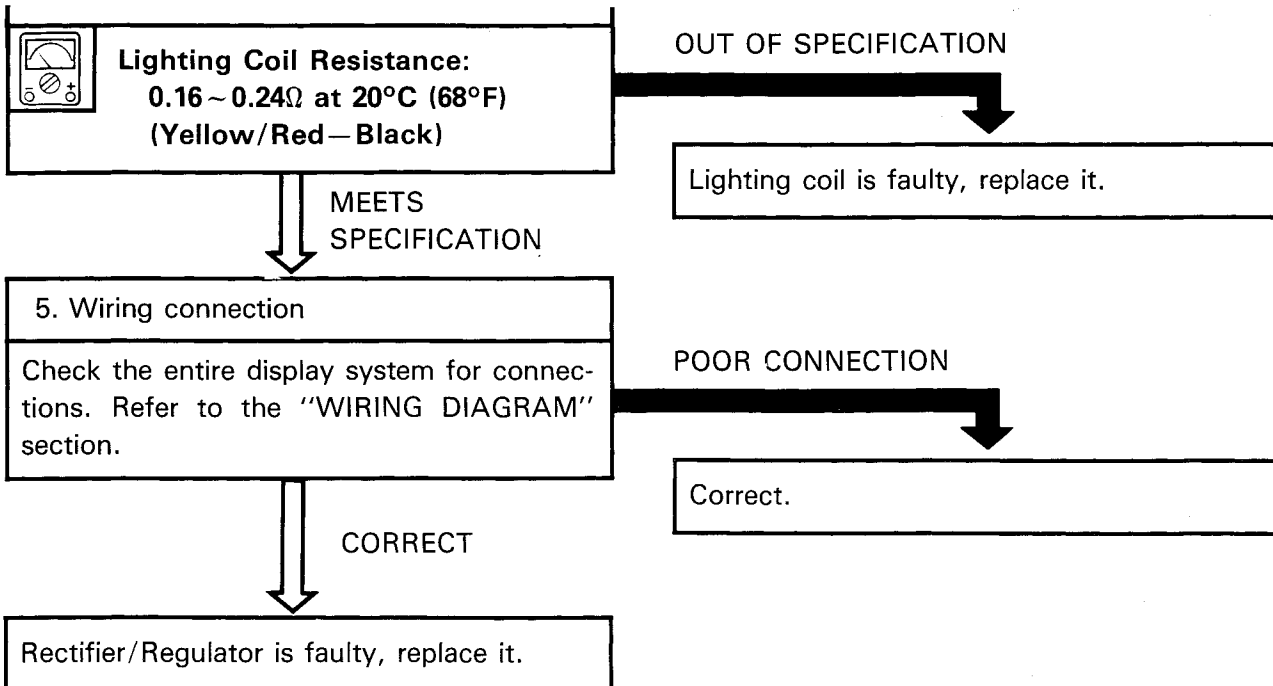 Lighting Coil Resistance:
0.16~0.24Ω at 20°C (68°F)
(Yellow/Red—Black)
OUT OF SPECIFICATION
Lighting coil is faulty, replace it.
MEETS
SPECIFICATION
5. Wiring connection
Check the entire display system for connec-
tions. Refer to the "WIRING DIAGRAM"
section.
POOR CONNECTION
Correct.
CORRECT
Rectifier/Regulator is faulty, replace it.